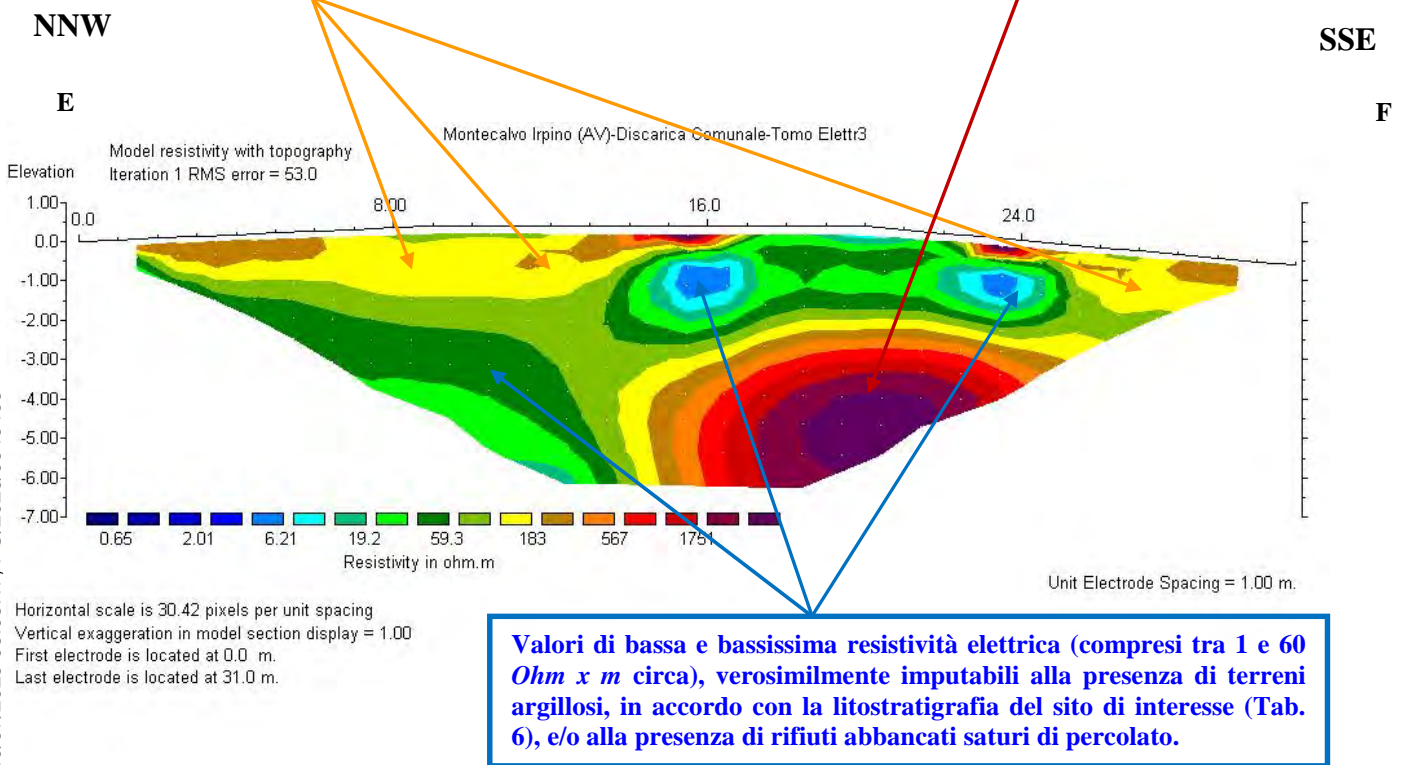 NNW
SSE
E
F
Montecalvo Irpino (AV)-Discarica Comunale-Tomo Elettr3
Model resistivity with topography
Elevation
Iteration 1 RMS error = 53.0
1.00
0.0
8.00
16.0
24.0
0.0
-1.00
-2.00
-3.00
-4.00
-5.00
-6.00
-7.00
0.65 2.01 6.21 19.2 59.3 183 567 1751
Resistivity in ohm.m
Unit Electrode Spacing = 1.00 m.
Horizontal scale is 30.42 pixels per unit spacing
Vertical exaggeration in model section display = 1.00
First electrode is located at 0.0 m.
Last electrode is located at 31.0 m.
Valori di bassa e bassissima resistività elettrica (compresi tra 1 e 60
Ohm x m circa), verosimilmente imputabili alla presenza di terreni
argillosi, in accordo con la litostratigrafia del sito di interesse (Tab.
6), e/o alla presenza di rifiuti abbancati saturi di percolato.